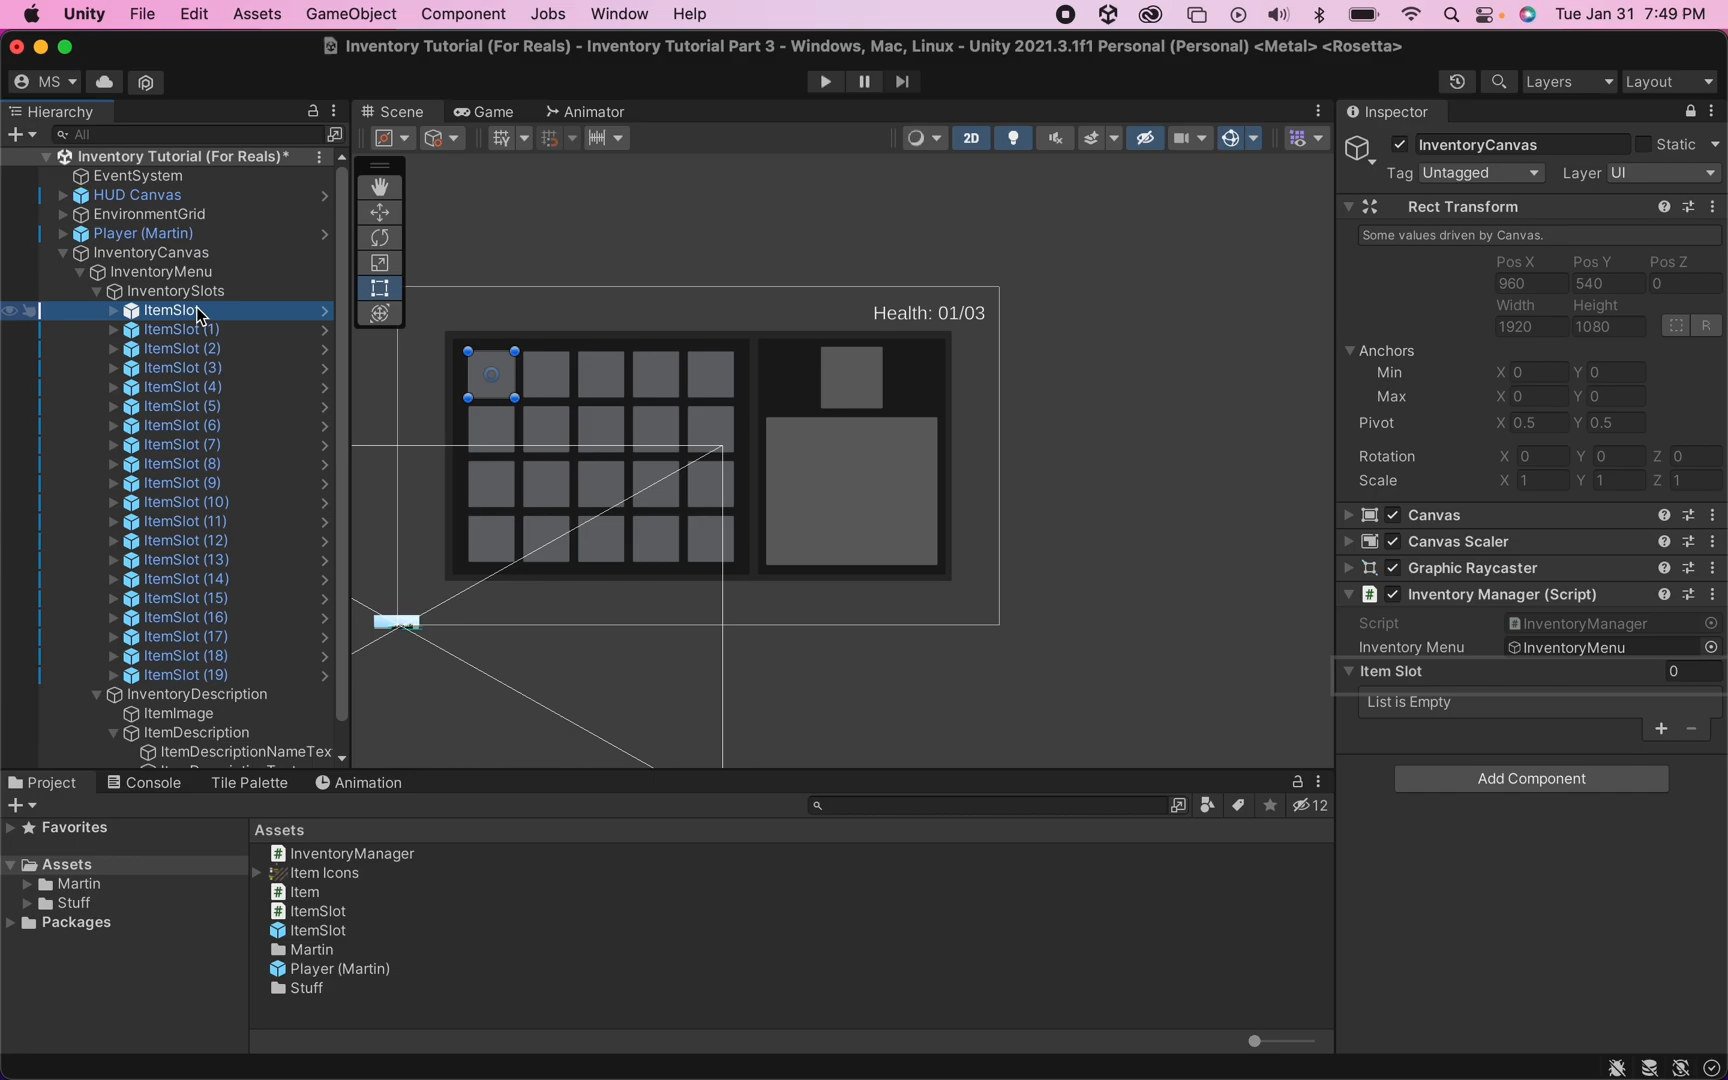 Unity File Edit Assets GameObject Component Jobs Window Help Tue Jan 31 7:49 PM
Inventory Tutorial (For Reals) - Inventory Tutorial Part 3 - Windows, Mac, Linux - Unity 2021.3.1f1 Personal (Personal) <Metal> <Rosetta>
MS Layers Layout
Hierarchy
All
Inventory Tutorial (For Reals)*
EventSystem
HUD Canvas
EnvironmentGrid
Player (Martin)
InventoryCanvas
InventoryMenu
InventorySlots
ItemSlot
ItemSlot (1)
ItemSlot (2)
ItemSlot (3)
ItemSlot (4)
ItemSlot (5)
ItemSlot (6)
ItemSlot (7)
ItemSlot (8)
ItemSlot (9)
ItemSlot (10)
ItemSlot (11)
ItemSlot (12)
ItemSlot (13)
ItemSlot (14)
ItemSlot (15)
ItemSlot (16)
ItemSlot (17)
ItemSlot (18)
ItemSlot (19)
InventoryDescription
ItemImage
ItemDescription
ItemDescriptionNameTex
Scene Game Animator
2D
Health: 01/03
Inspector
InventoryCanvas Static
Tag Untagged Layer UI
Rect Transform
Some values driven by Canvas.
Pos X Pos Y Pos Z
960 540 0
Width Height
1920 1080 R
Anchors
Min X 0 Y 0
Max X 0 Y 0
Pivot X 0.5 Y 0.5
Rotation X 0 Y 0 Z 0
Scale X 1 Y 1 Z 1
Canvas
Canvas Scaler
Graphic Raycaster
# Inventory Manager (Script)
Script # InventoryManager
Inventory Menu InventoryMenu
Item Slot 0
List is Empty
+ −
Add Component
Project Console Tile Palette Animation
12
Favorites
Assets
Martin
Stuff
Packages
Assets
# InventoryManager
Item Icons
# Item
# ItemSlot
ItemSlot
Martin
Player (Martin)
Stuff